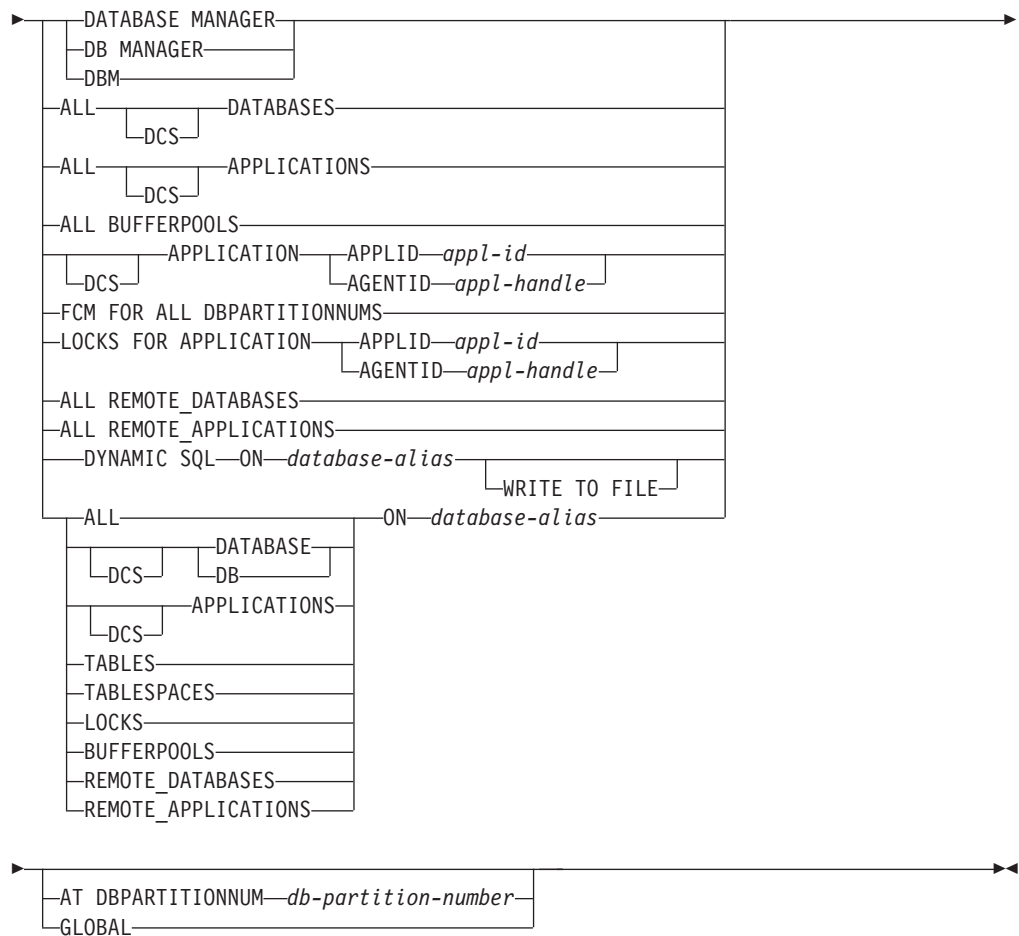 DATABASE MANAGER
DB MANAGER
DBM
ALL DATABASES
DCS
ALL APPLICATIONS
DCS
ALL BUFFERPOOLS
APPLICATION APPLID appl-id
DCS AGENTID appl-handle
FCM FOR ALL DBPARTITIONNUMS
LOCKS FOR APPLICATION APPLID appl-id
AGENTID appl-handle
ALL REMOTE_DATABASES
ALL REMOTE_APPLICATIONS
DYNAMIC SQL ON database-alias
WRITE TO FILE
ALL ON database-alias
DATABASE
DCS DB
APPLICATIONS
DCS
TABLES
TABLESPACES
LOCKS
BUFFERPOOLS
REMOTE_DATABASES
REMOTE_APPLICATIONS
AT DBPARTITIONNUM db-partition-number
GLOBAL